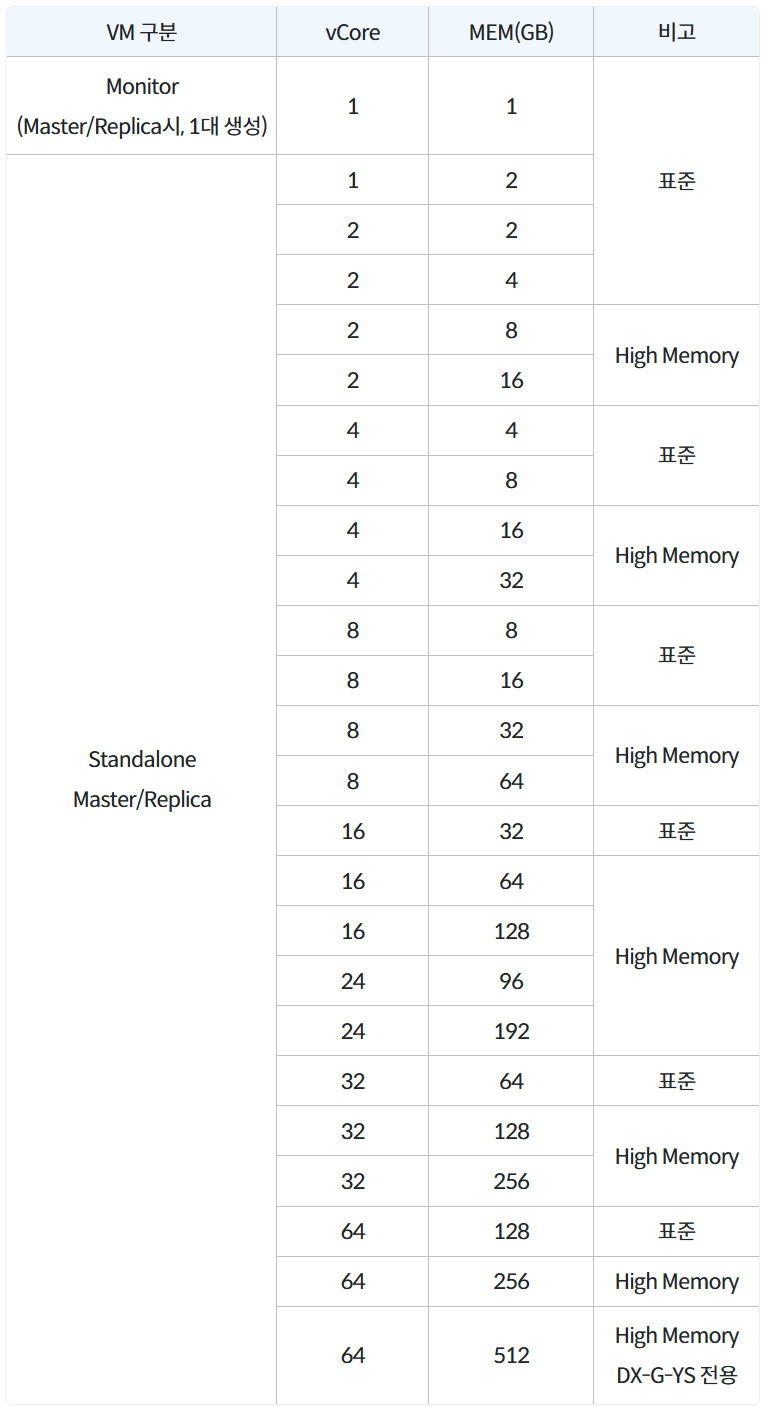 VM 구분 vCore MEM(GB) 비고
Monitor
(Master/Replica시, 1대 생성) 1 1 표준
Standalone
Master/Replica
1 2
2 2
2 4
2 8 High Memory
2 16
4 4 표준
4 8
4 16 High Memory
4 32
8 8 표준
8 16
8 32 High Memory
8 64
16 32 표준
16 64 High Memory
16 128
24 96
24 192
32 64 표준
32 128 High Memory
32 256
64 128 표준
64 256 High Memory
64 512 High Memory
DX-G-YS 전용